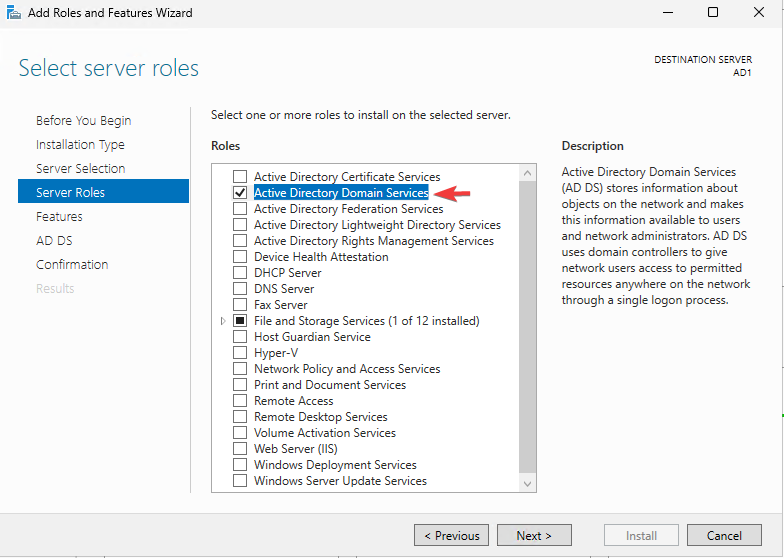 Add Roles and Features Wizard
Select server roles
DESTINATION SERVER
AD1
Before You Begin
Installation Type
Server Selection
Server Roles
Features
AD DS
Confirmation
Results
Select one or more roles to install on the selected server.
Roles
Active Directory Certificate Services
Active Directory Domain Services
Active Directory Federation Services
Active Directory Lightweight Directory Services
Active Directory Rights Management Services
Device Health Attestation
DHCP Server
DNS Server
Fax Server
File and Storage Services (1 of 12 installed)
Host Guardian Service
Hyper-V
Network Policy and Access Services
Print and Document Services
Remote Access
Remote Desktop Services
Volume Activation Services
Web Server (IIS)
Windows Deployment Services
Windows Server Update Services
Description
Active Directory Domain Services
(AD DS) stores information about
objects on the network and makes
this information available to users
and network administrators. AD DS
uses domain controllers to give
network users access to permitted
resources anywhere on the network
through a single logon process.
< Previous
Next >
Install
Cancel